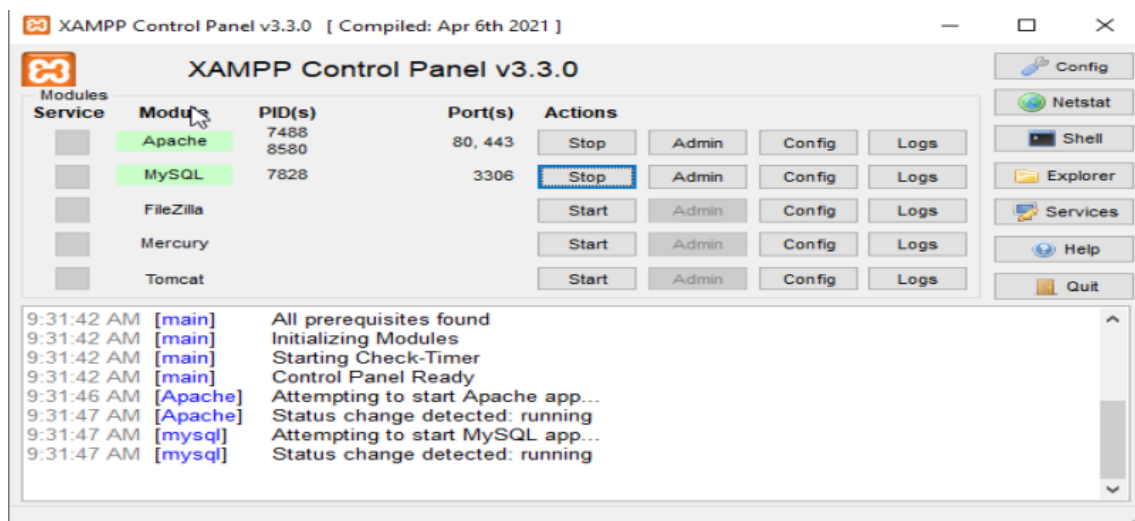 XAMPP Control Panel v3.3.0 [ Compiled: Apr 6th 2021 ]
XAMPP Control Panel v3.3.0
Config
Modules
Netstat
Service Module PID(s) Port(s) Actions
Apache 7488 8580 80, 443 Stop Admin Config Logs
Shell
MySQL 7828 3306 Stop Admin Config Logs
Explorer
FileZilla Start Admin Config Logs
Services
Mercury Start Admin Config Logs
Help
Tomcat Start Admin Config Logs
Quit
9:31:42 AM [main] All prerequisites found
9:31:42 AM [main] Initializing Modules
9:31:42 AM [main] Starting Check-Timer
9:31:42 AM [main] Control Panel Ready
9:31:46 AM [Apache] Attempting to start Apache app...
9:31:47 AM [Apache] Status change detected: running
9:31:47 AM [mysql] Attempting to start MySQL app...
9:31:47 AM [mysql] Status change detected: running